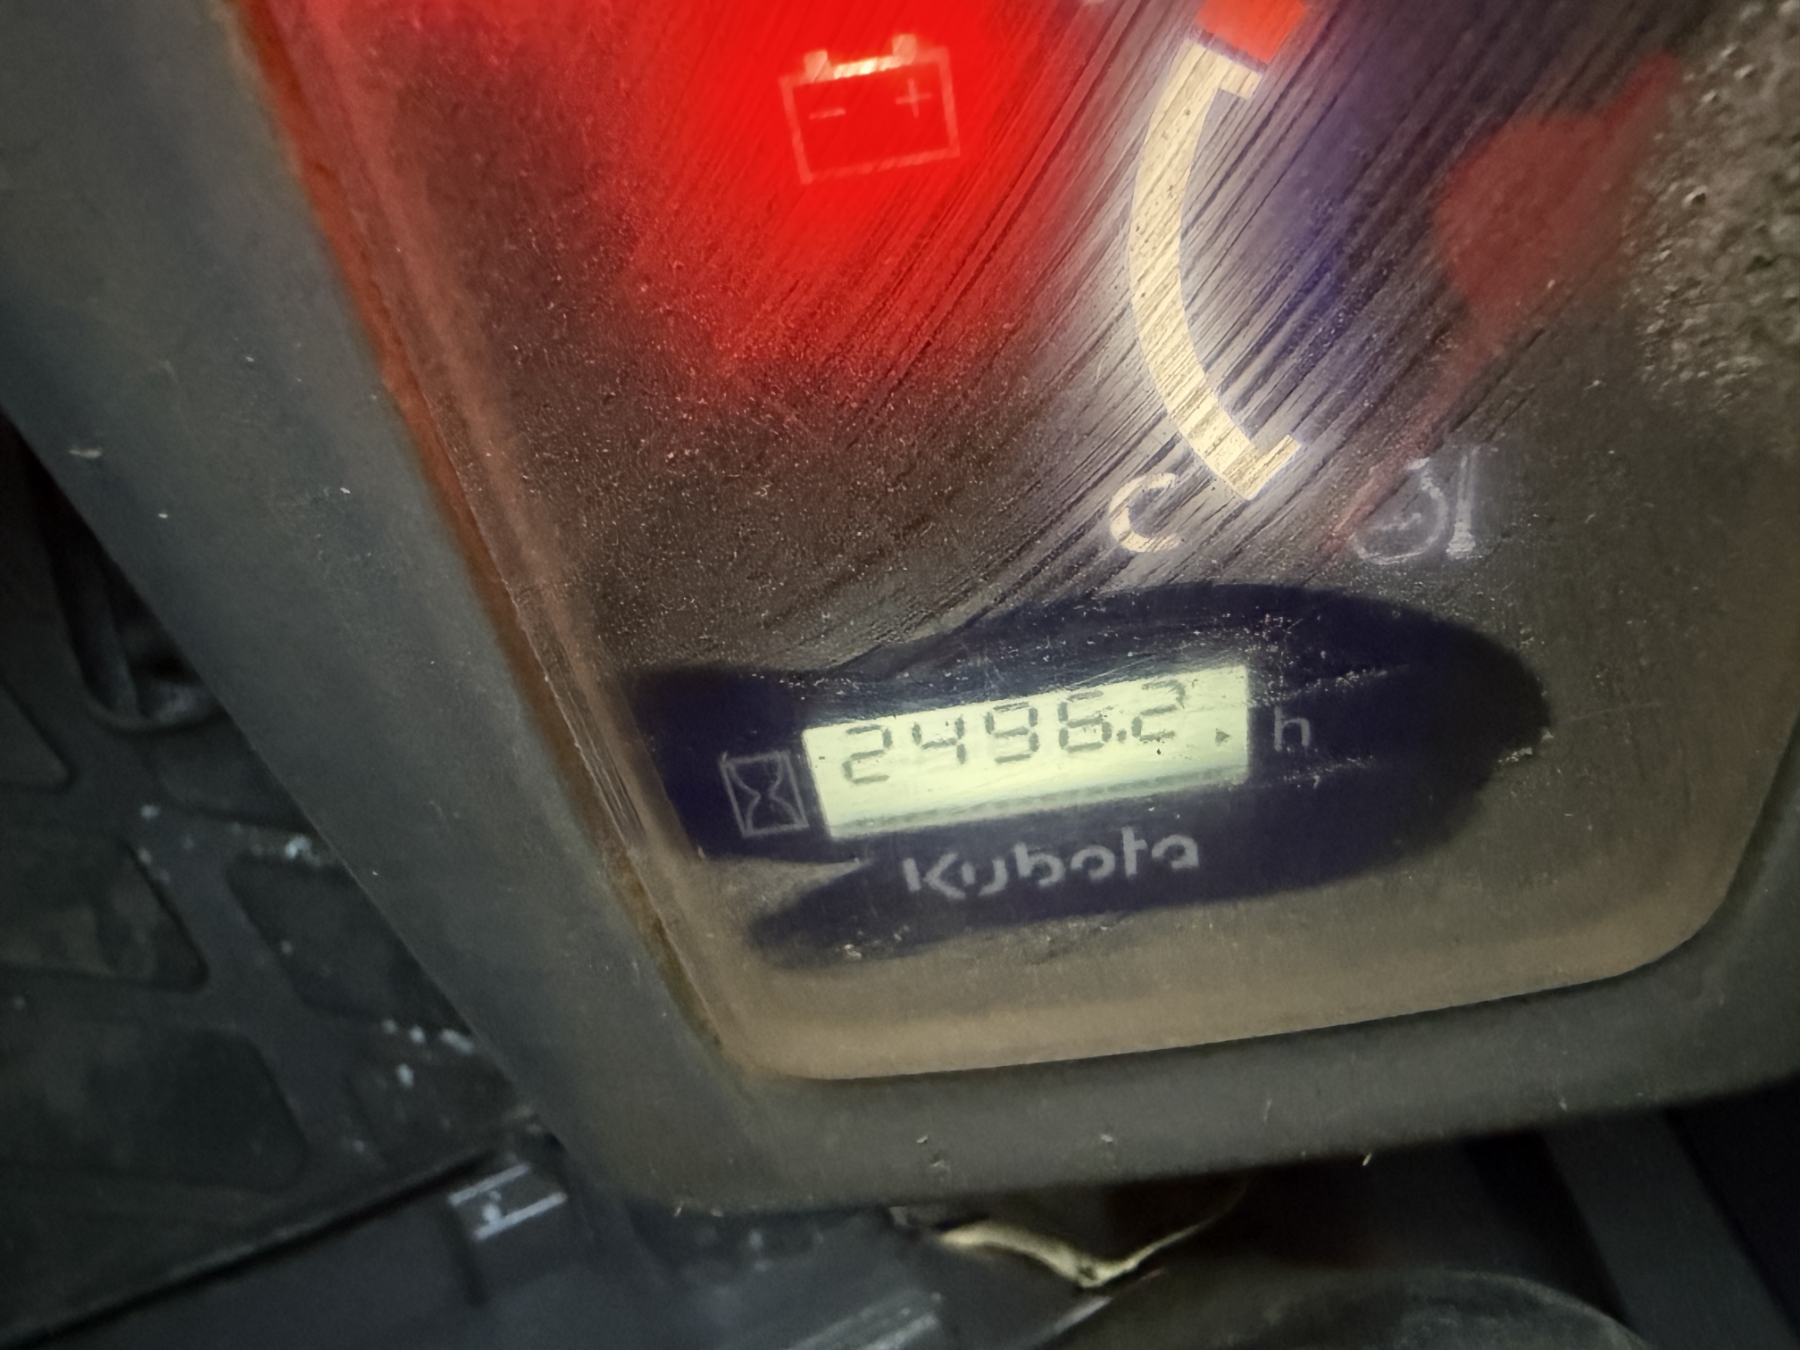 - +
C
2496.2 h
Kubota